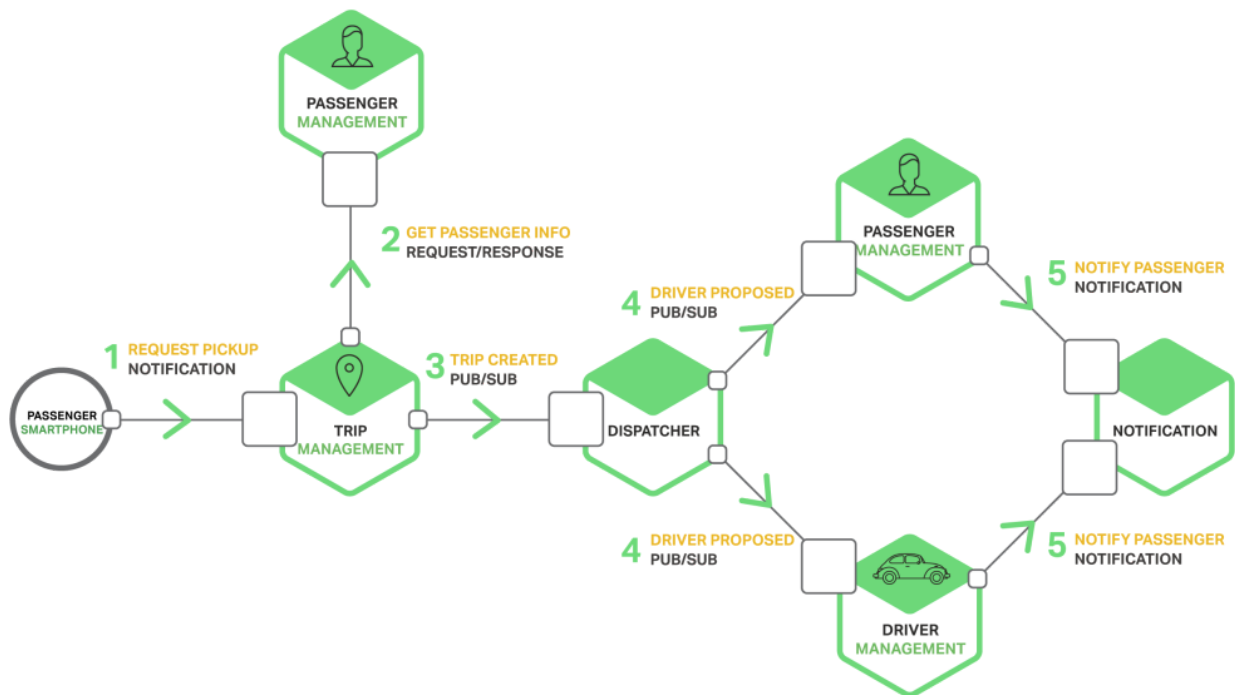 PASSENGER
MANAGEMENT
2 GET PASSENGER INFO
REQUEST/RESPONSE
1 REQUEST PICKUP
NOTIFICATION
PASSENGER
SMARTPHONE
TRIP
MANAGEMENT
3 TRIP CREATED
PUB/SUB
DISPATCHER
4 DRIVER PROPOSED
PUB/SUB
PASSENGER
MANAGEMENT
5 NOTIFY PASSENGER
NOTIFICATION
4 DRIVER PROPOSED
PUB/SUB
DRIVER
MANAGEMENT
5 NOTIFY PASSENGER
NOTIFICATION
NOTIFICATION